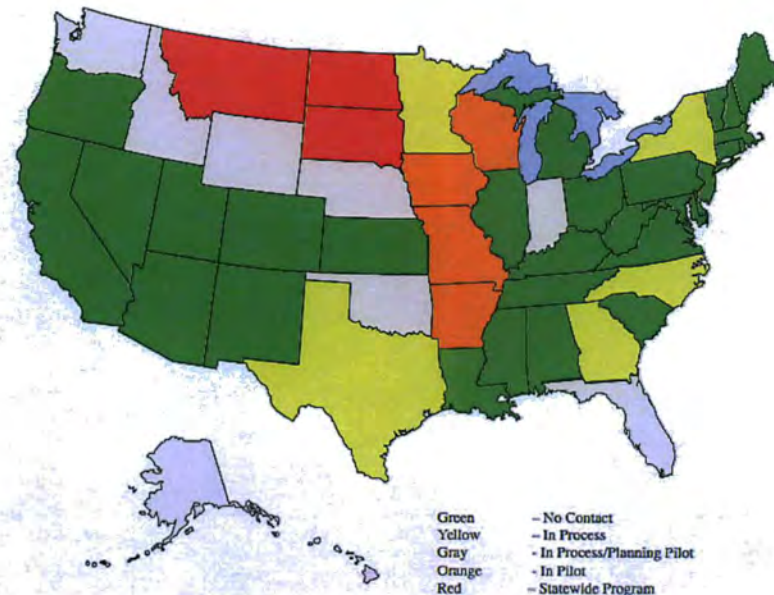 Green – No Contact
Yellow – In Process
Gray - In Process/Planning Pilot
Orange - In Pilot
Red – Statewide Program